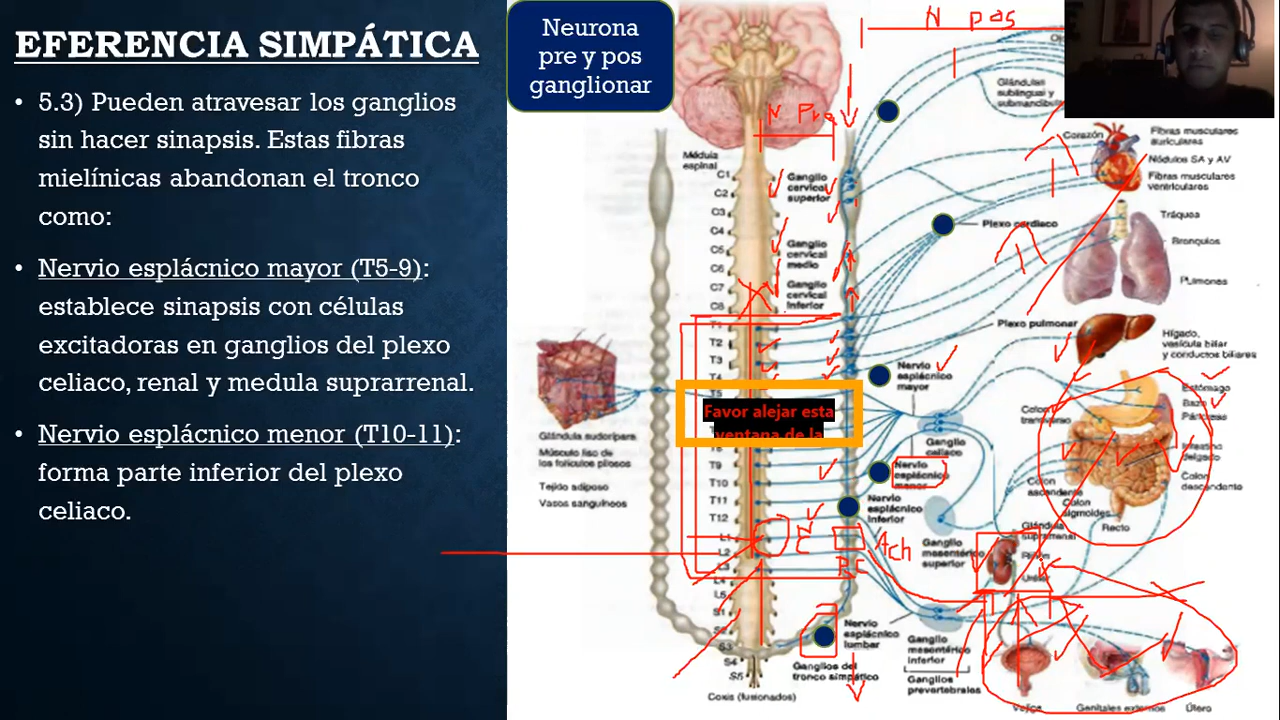 EFERENCIA SIMPÁTICA
• 5.3) Pueden atravesar los ganglios
sin hacer sinapsis. Estas fibras
mielínicas abandonan el tronco
como:
• Nervio esplácnico mayor (T5-9):
establece sinapsis con células
excitadoras en ganglios del plexo
celiaco, renal y medula suprarrenal.
• Nervio esplácnico menor (T10-11):
forma parte inferior del plexo
celiaco.
Neurona
pre y pos
ganglionar
N pos
N Pre
Glándulas
sublingual y
Médula
espinal
C1
C2
C3
C4
C5
C6
C7
C8
T1
T2
T3
T4
T5
T9
T10
T11
T12
L1
L2
L3
L4
L5
S1
S2
S3
S4
S5
Coxis (fusionados)
Ganglio
cervical
superior
Ganglio
cervical
medio
Ganglio
cervical
inferior
Favor alejar esta
ventana de la
Glándula sudorípara
Músculo liso de
los folículos pilosos
Tejido adiposo
Vasos sanguíneos
Corazón
Fibras musculares
auriculares
Nódulos SA y AV
Fibras musculares
ventriculares
Plexo cardíaco
Tráquea
Bronquios
Pulmones
Plexo pulmonar
Hígado,
vesícula biliar
y conductos biliares
Nervio
esplácnico
mayor
Estómago
Bazo
Páncreas
Intestino
delgado
Colon
descendente
Colon
transverso
Colon
ascendente
Colon
sigmoides
Recto
Ganglio
celíaco
Nervio
esplácnico
menor
Nervio
esplácnico
inferior
Ganglio
mesentérico
superior
Glándula
suprarrenal
Riñón
Uréter
Ach
Nervio
esplácnico
lumbar
Ganglio
mesentérico
inferior
Ganglios
prevertebrales
Ganglios del
tronco simpático
Vejiga
Genitales externos
Útero